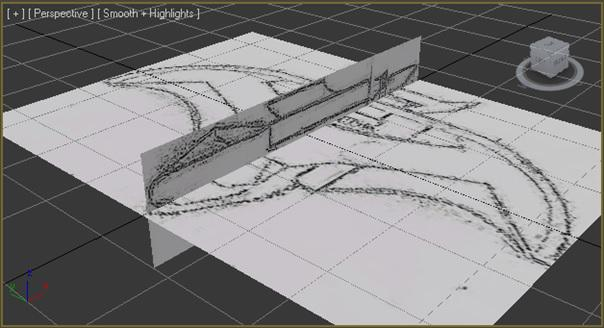 [ + ] [ Perspective ] [ Smooth + Highlights ]